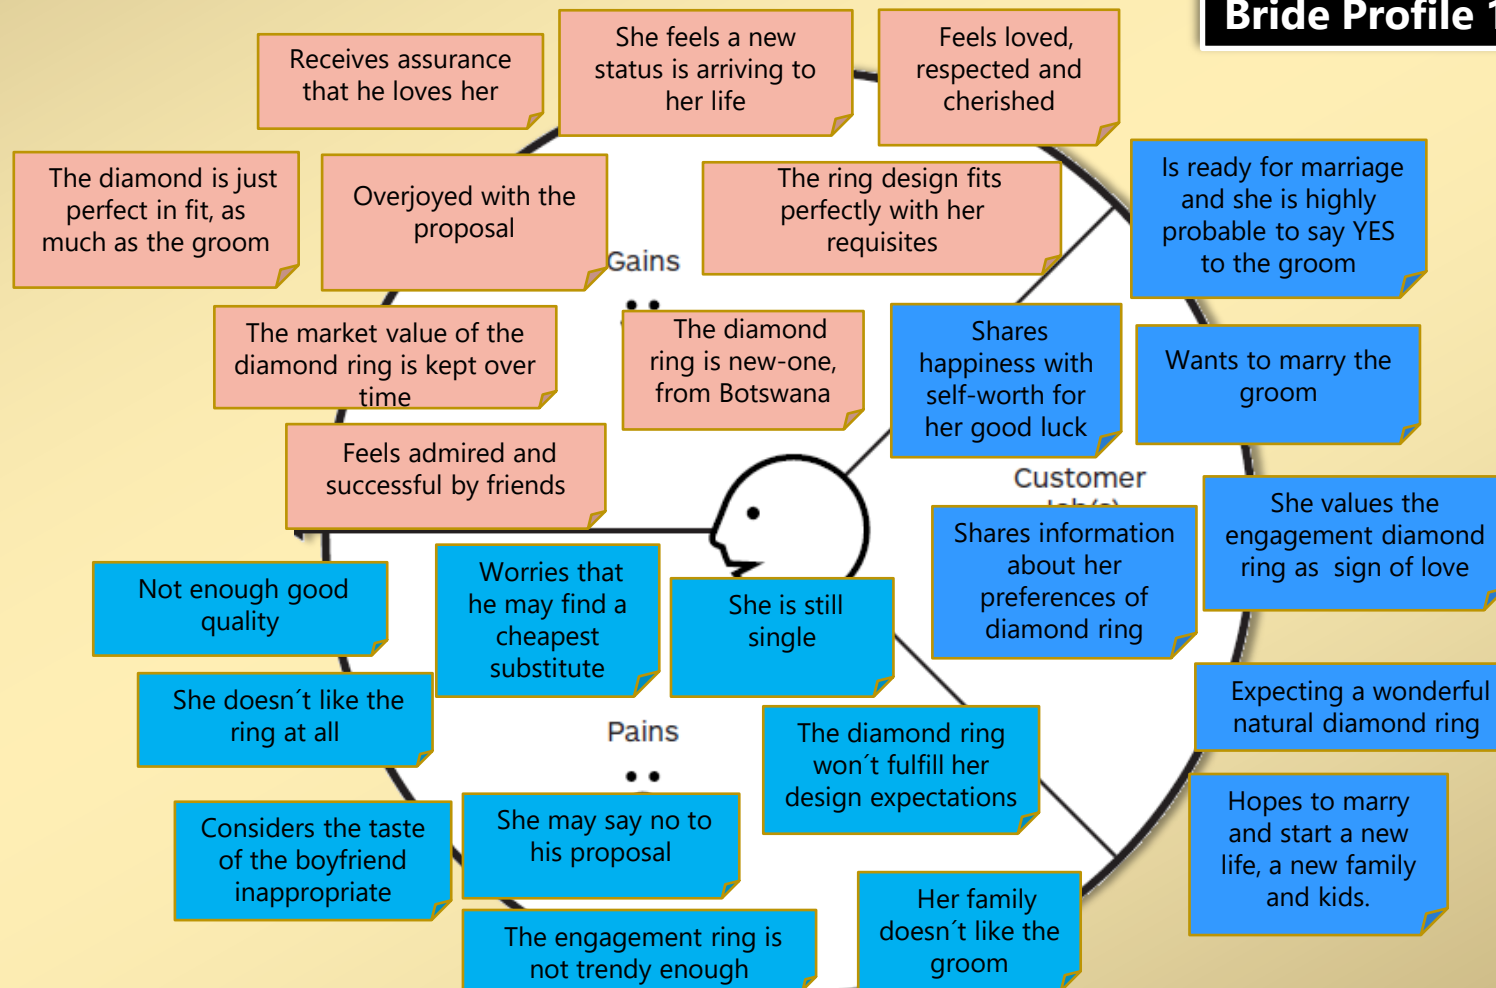 Bride Profile 1
Receives assurance
that he loves her
She feels a new
status is arriving to
her life
Feels loved,
respected and
cherished
The diamond is just
perfect in fit, as
much as the groom
Overjoyed with the
proposal
The ring design fits
perfectly with her
requisites
Is ready for marriage
and she is highly
probable to say YES
to the groom
Gains
The market value of the
diamond ring is kept over
time
The diamond
ring is new-one,
from Botswana
Shares
happiness with
self-worth for
her good luck
Wants to marry the
groom
Feels admired and
successful by friends
Customer
Job(s)
She values the
engagement diamond
ring as sign of love
Shares information
about her
preferences of
diamond ring
Not enough good
quality
Worries that
he may find a
cheapest
substitute
She is still
single
She doesn´t like the
ring at all
Expecting a wonderful
natural diamond ring
Pains
The diamond ring
won´t fulfill her
design expectations
Considers the taste
of the boyfriend
inappropriate
She may say no to
his proposal
Hopes to marry
and start a new
life, a new family
and kids.
The engagement ring is
not trendy enough
Her family
doesn´t like the
groom